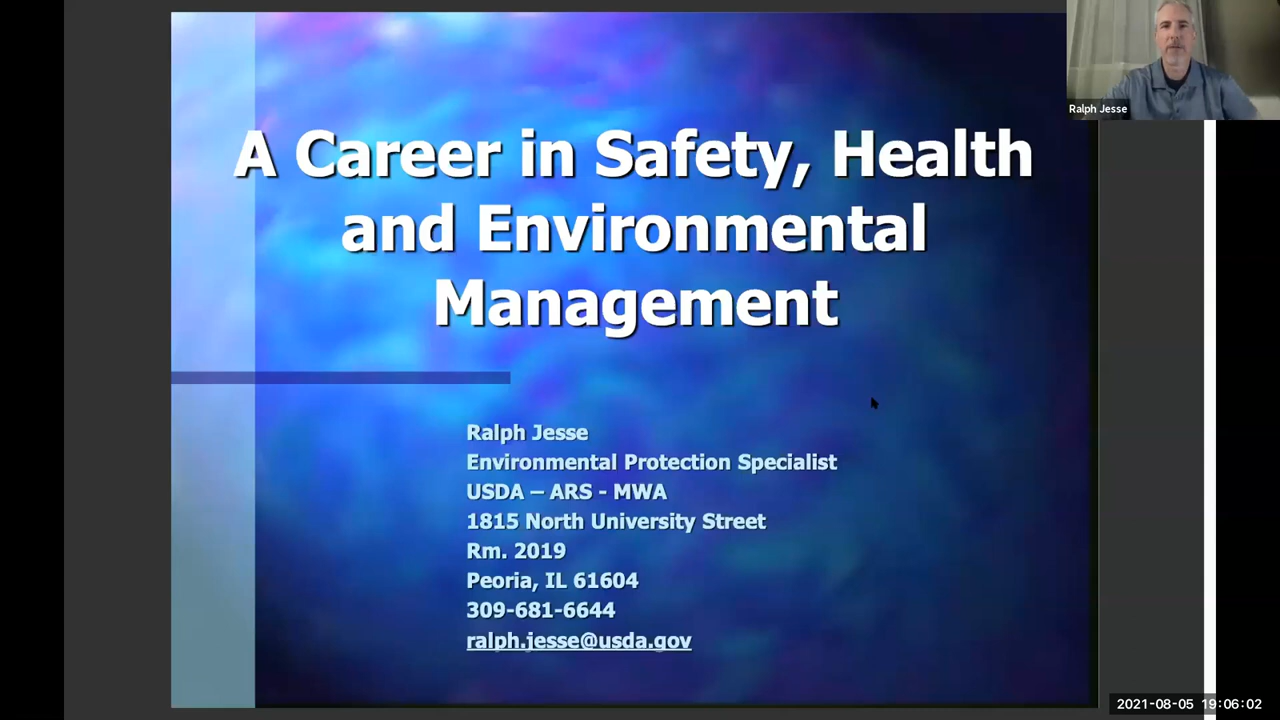 A Career in Safety, Health
and Environmental
Management
Ralph Jesse
Environmental Protection Specialist
USDA – ARS - MWA
1815 North University Street
Rm. 2019
Peoria, IL 61604
309-681-6644
ralph.jesse@usda.gov
Ralph Jesse
2021-08-05 19:06:02